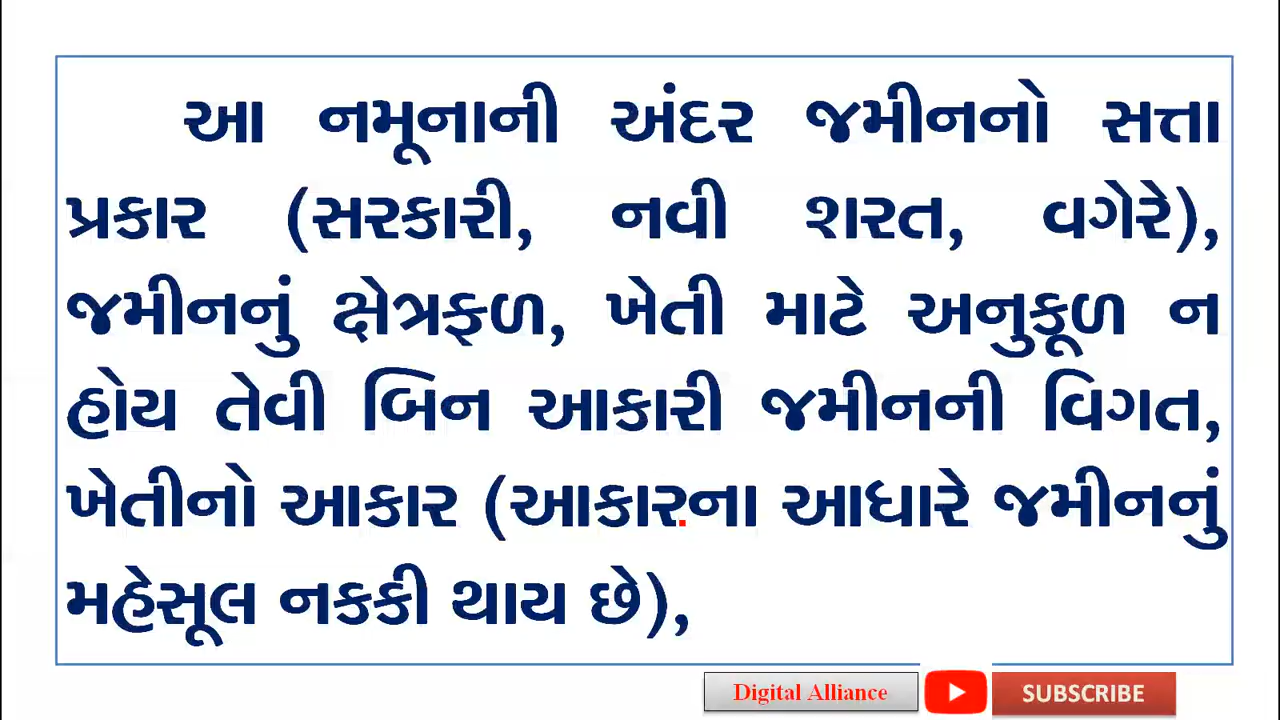 આ નમૂનાની અંદર જમીનનો સત્તા
પ્રકાર (સરકારી, નવી શરત, વગેરે),
જમીનનું ક્ષેત્રફળ, ખેતી માટે અનુકૂળ ન
હોય તેવી બિન આકારી જમીનની વિગત,
ખેતીનો આકાર (આકારના આધારે જમીનનું
મહેસૂલ નકકી થાય છે),
Digital Alliance
SUBSCRIBE